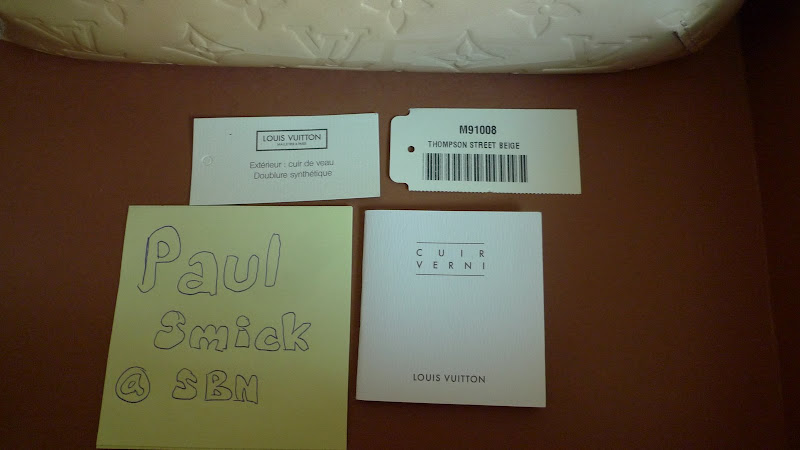 LOUIS VUITTON
Extérieur : cuir de veau
Doublure synthétique
M91008
THOMPSON STREET BEIGE
Paul
Smick
@ SBN
CUIR
VERNI
LOUIS VUITTON